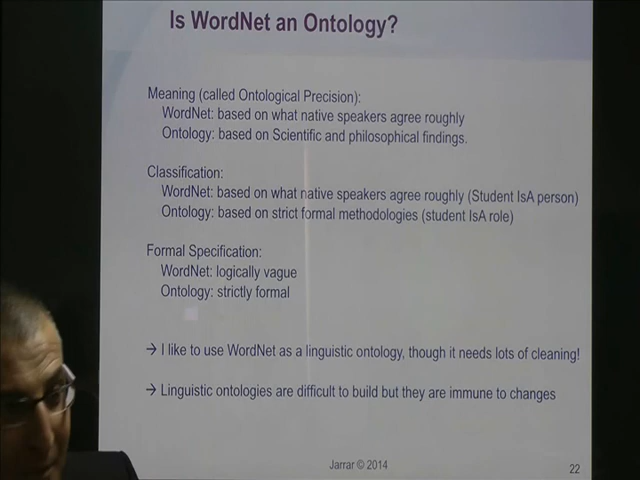 Is WordNet an Ontology?
Meaning (called Ontological Precision):
WordNet: based on what native speakers agree roughly
Ontology: based on Scientific and philosophical findings.
Classification:
WordNet: based on what native speakers agree roughly (Student IsA person)
Ontology: based on strict formal methodologies (student IsA role)
Formal Specification:
WordNet: logically vague
Ontology: strictly formal
→ I like to use WordNet as a linguistic ontology, though it needs lots of cleaning!
→ Linguistic ontologies are difficult to build but they are immune to changes
Jarrar © 2014
22